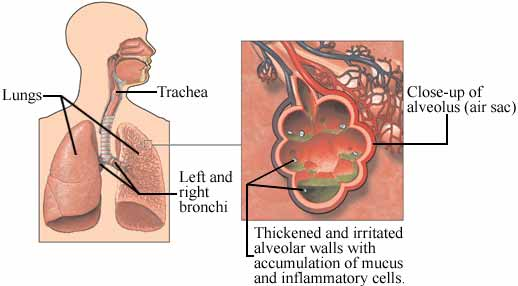 Lungs
Trachea
Left and
right
bronchi
Close-up of
alveolus (air sac)
Thickened and irritated
alveolar walls with
accumulation of mucus
and inflammatory cells.